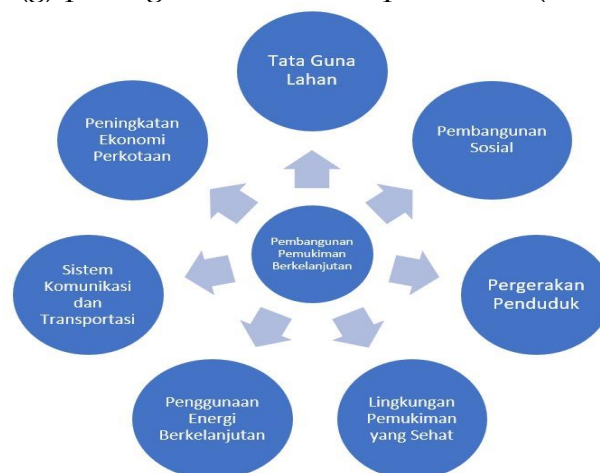 Tata Guna
Lahan
Pembangunan
Sosial
Pergerakan
Penduduk
Lingkungan
Pemukiman
yang Sehat
Penggunaan
Energi
Berkelanjutan
Sistem
Komunikasi
dan
Transportasi
Peningkatan
Ekonomi
Perkotaan
Pembangunan
Pemukiman
Berkelanjutan